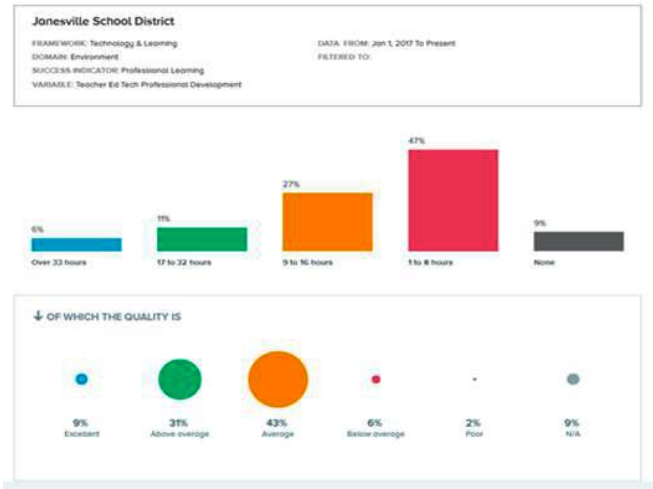 Janesville School District
FRAMEWORK: Technology & Learning
DOMAIN: Environment
SUCCESS INDICATOR: Professional Learning
VARIABLE: Teacher Ed Tech Professional Development
DATA FROM: Jan 1, 2017 To Present
FILTERED TO:
6% 11% 27% 47% 9%
Over 33 hours 17 to 32 hours 9 to 16 hours 1 to 8 hours None
↓ OF WHICH THE QUALITY IS
9% 31% 43% 6% 2% 9%
Excellent Above average Average Below average Poor N/A